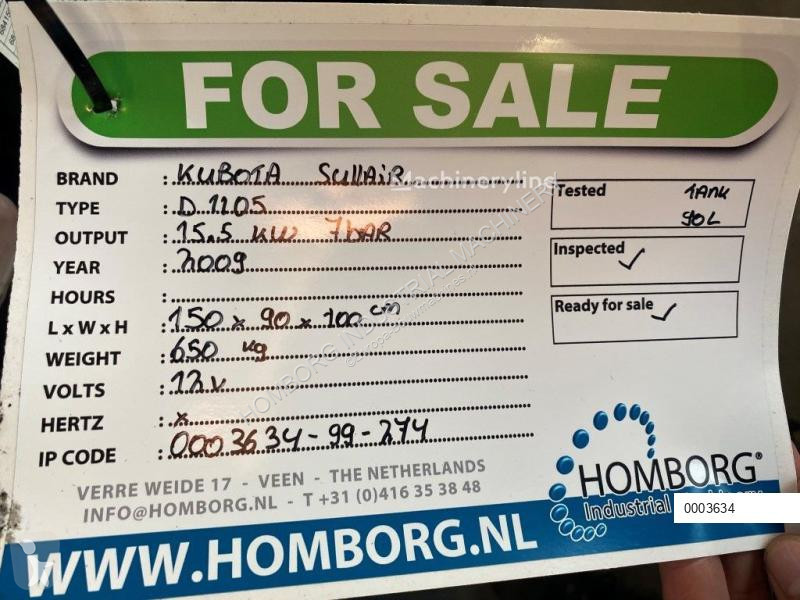 FOR SALE
BRAND : KUBOTA SullAiR
TYPE : D 1105
OUTPUT : 15.5 KW 7 bAR
YEAR : 2009
HOURS :
L x W x H : 150 x 90 x 100 cm
WEIGHT : 650 kg
VOLTS : 12 v
HERTZ : x
IP CODE : 0003634-99-274
Tested TANK
90L
Inspected ✓
Ready for sale ✓
Machineryline
HOMBORG INDUSTRIAL MACHINERY
VERRE WEIDE 17 - VEEN - THE NETHERLANDS
INFO@HOMBORG.NL - T +31 (0)416 35 38 48
HOMBORG®
Industrial
0003634
WWW.HOMBORG.NL